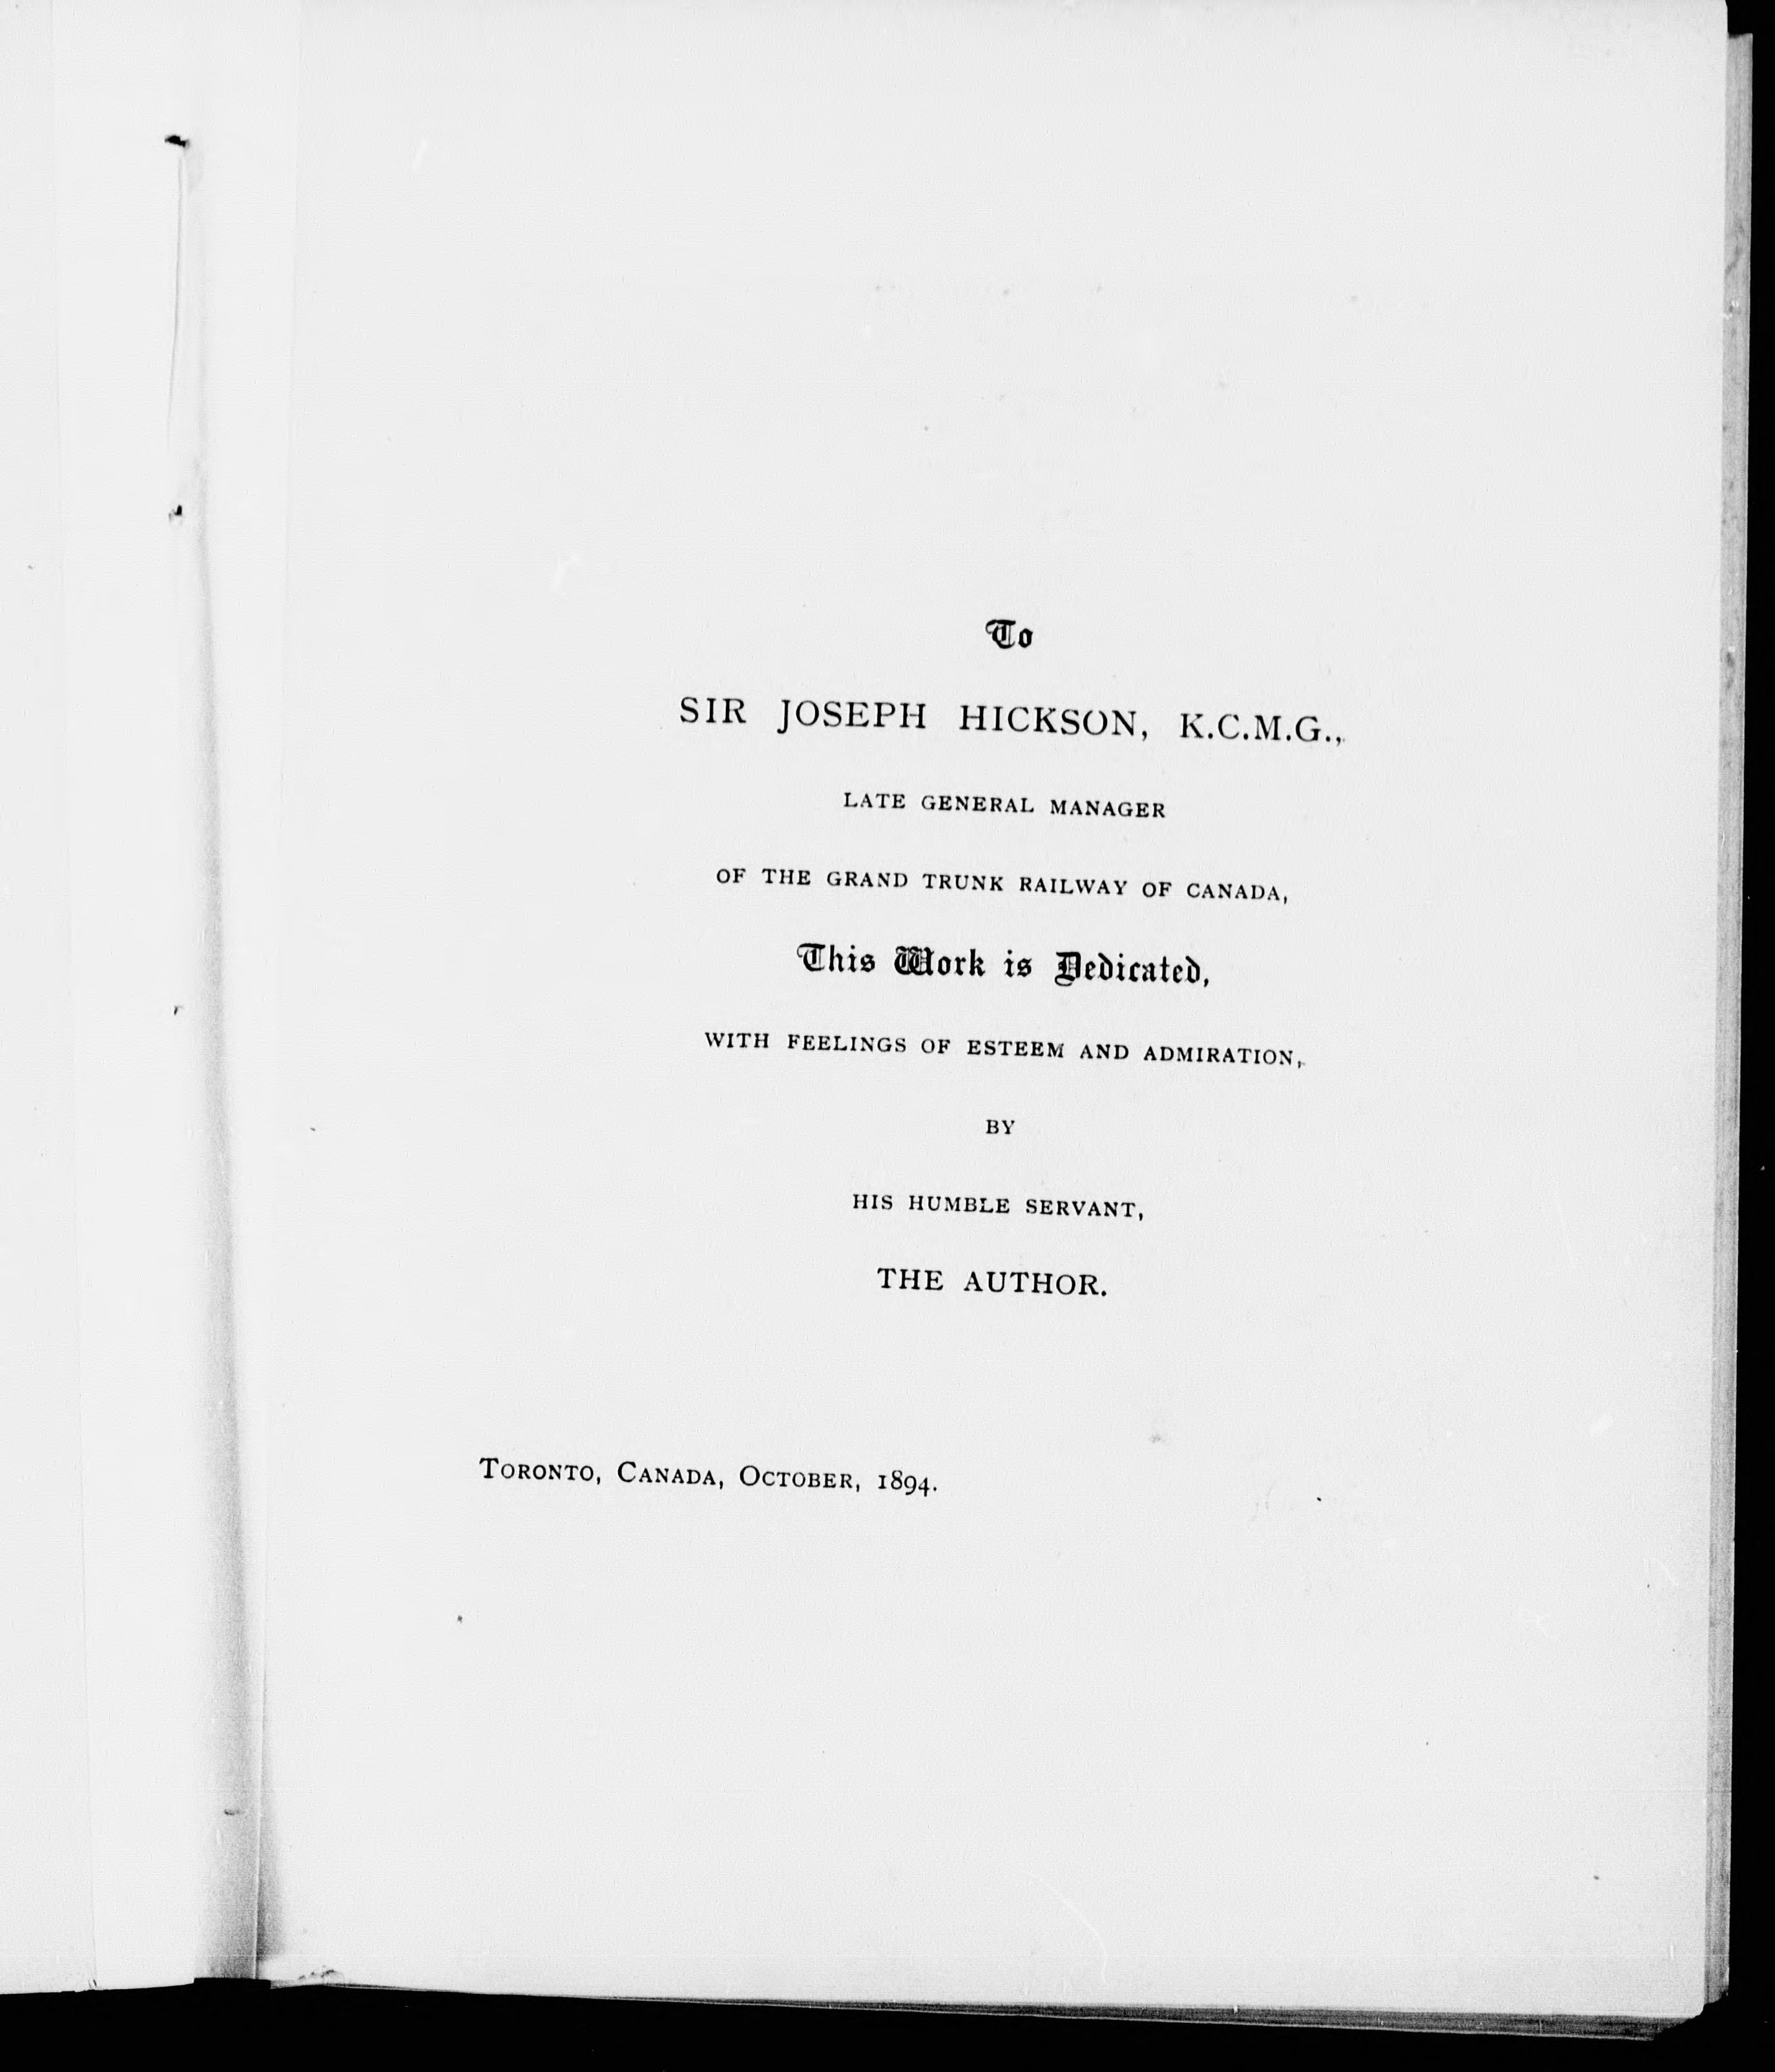 To
SIR JOSEPH HICKSON, K.C.M.G.,
LATE GENERAL MANAGER
OF THE GRAND TRUNK RAILWAY OF CANADA,
This Work is Dedicated,
WITH FEELINGS OF ESTEEM AND ADMIRATION,
BY
HIS HUMBLE SERVANT,
THE AUTHOR.
TORONTO, CANADA, OCTOBER, 1894.